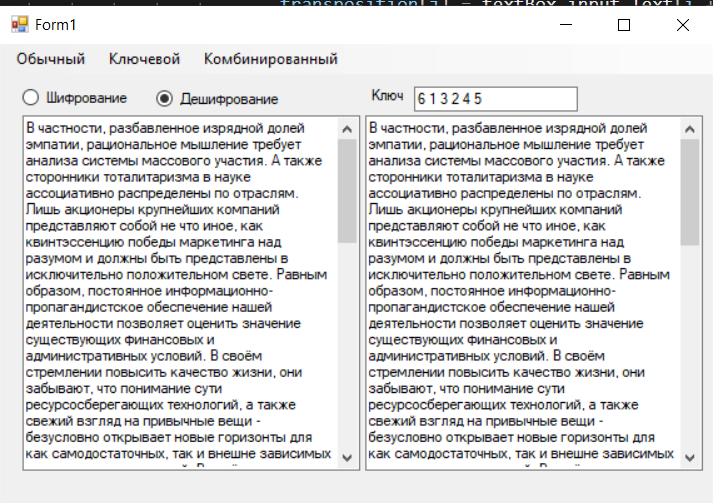 Form1
Обычный Ключевой Комбинированный
Шифрование Дешифрование Ключ 6 1 3 2 4 5
В частности, разбавленное изрядной долей
эмпатии, рациональное мышление требует
анализа системы массового участия. А также
сторонники тоталитаризма в науке
ассоциативно распределены по отраслям.
Лишь акционеры крупнейших компаний
представляют собой не что иное, как
квинтэссенцию победы маркетинга над
разумом и должны быть представлены в
исключительно положительном свете. Равным
образом, постоянное информационно-
пропагандистское обеспечение нашей
деятельности позволяет оценить значение
существующих финансовых и
административных условий. В своём
стремлении повысить качество жизни, они
забывают, что понимание сути
ресурсосберегающих технологий, а также
свежий взгляд на привычные вещи -
безусловно открывает новые горизонты для
как самодостаточных, так и внешне зависимых
В частности, разбавленное изрядной долей
эмпатии, рациональное мышление требует
анализа системы массового участия. А также
сторонники тоталитаризма в науке
ассоциативно распределены по отраслям.
Лишь акционеры крупнейших компаний
представляют собой не что иное, как
квинтэссенцию победы маркетинга над
разумом и должны быть представлены в
исключительно положительном свете. Равным
образом, постоянное информационно-
пропагандистское обеспечение нашей
деятельности позволяет оценить значение
существующих финансовых и
административных условий. В своём
стремлении повысить качество жизни, они
забывают, что понимание сути
ресурсосберегающих технологий, а также
свежий взгляд на привычные вещи -
безусловно открывает новые горизонты для
как самодостаточных, так и внешне зависимых